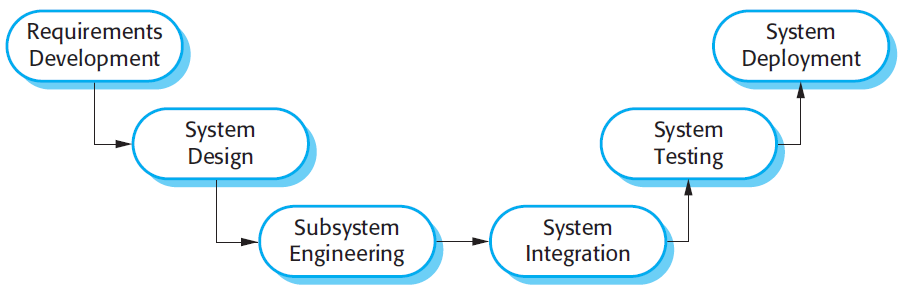 Requirements
Development
System
Design
Subsystem
Engineering
System
Integration
System
Testing
System
Deployment